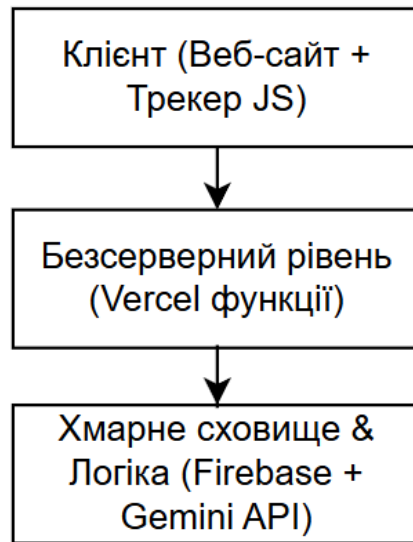 Клієнт (Веб-сайт +
Трекер JS)
Безсерверний рівень
(Vercel функції)
Хмарне сховище &
Логіка (Firebase +
Gemini API)